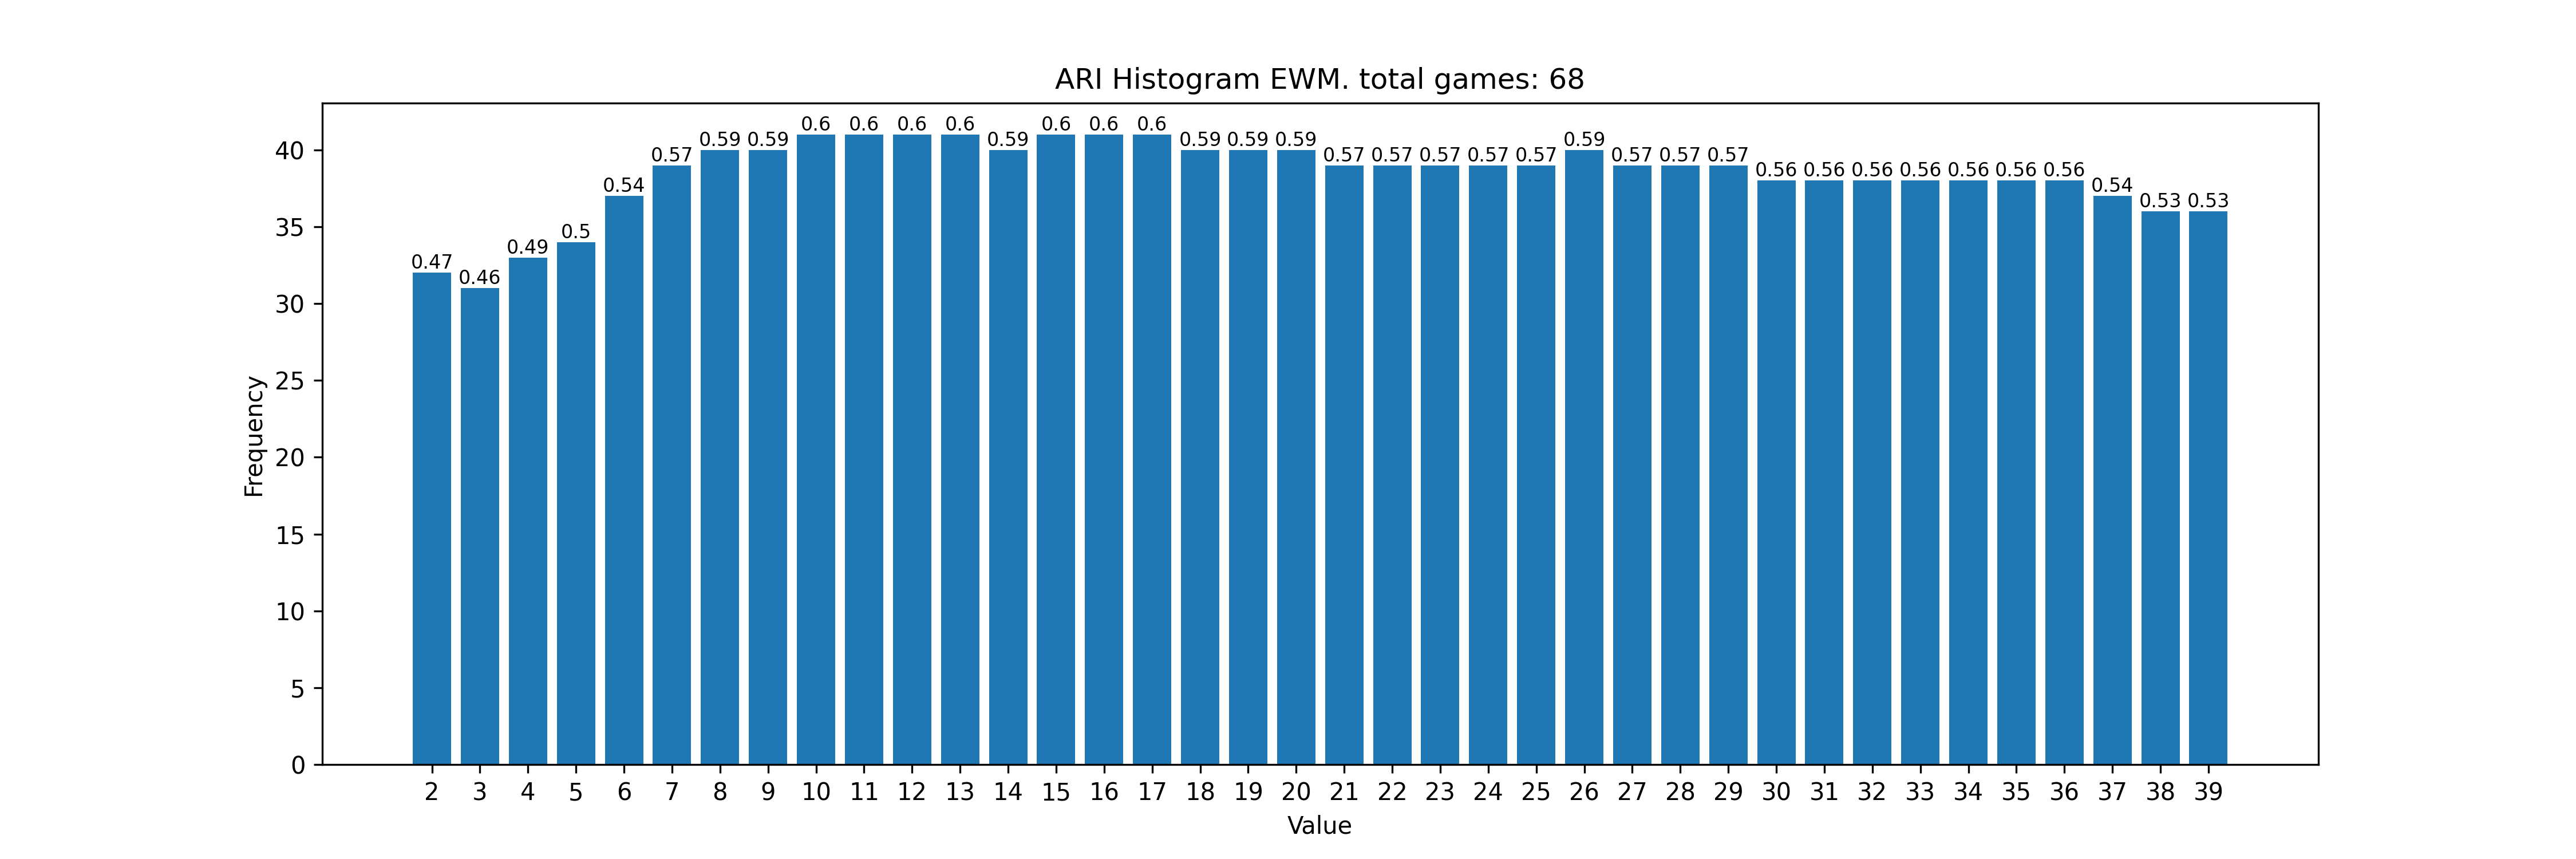 ARI Histogram EWM. total games: 68
0.47 0.46 0.49 0.5 0.54 0.57 0.59 0.59 0.6 0.6 0.6 0.6 0.59 0.6 0.6 0.6 0.59 0.59 0.59 0.57 0.57 0.57 0.57 0.57 0.59 0.57 0.57 0.57 0.56 0.56 0.56 0.56 0.56 0.56 0.56 0.54 0.53 0.53
40
35
30
25
20
15
10
5
0
Frequency
2 3 4 5 6 7 8 9 10 11 12 13 14 15 16 17 18 19 20 21 22 23 24 25 26 27 28 29 30 31 32 33 34 35 36 37 38 39
Value